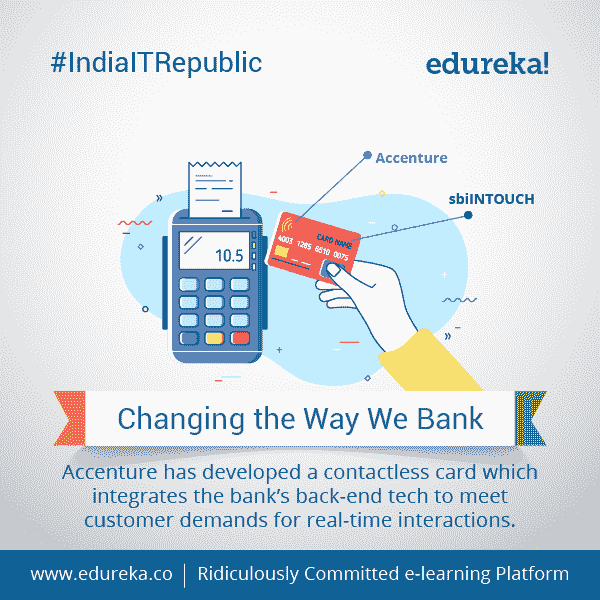 #IndiaITRepublic
edureka!
Accenture
sbiINTOUCH
10.5
CARD NAME
4003 1285 6510 0075
Changing the Way We Bank
Accenture has developed a contactless card which
integrates the bank's back-end tech to meet
customer demands for real-time interactions.
www.edureka.co | Ridiculously Committed e-learning Platform